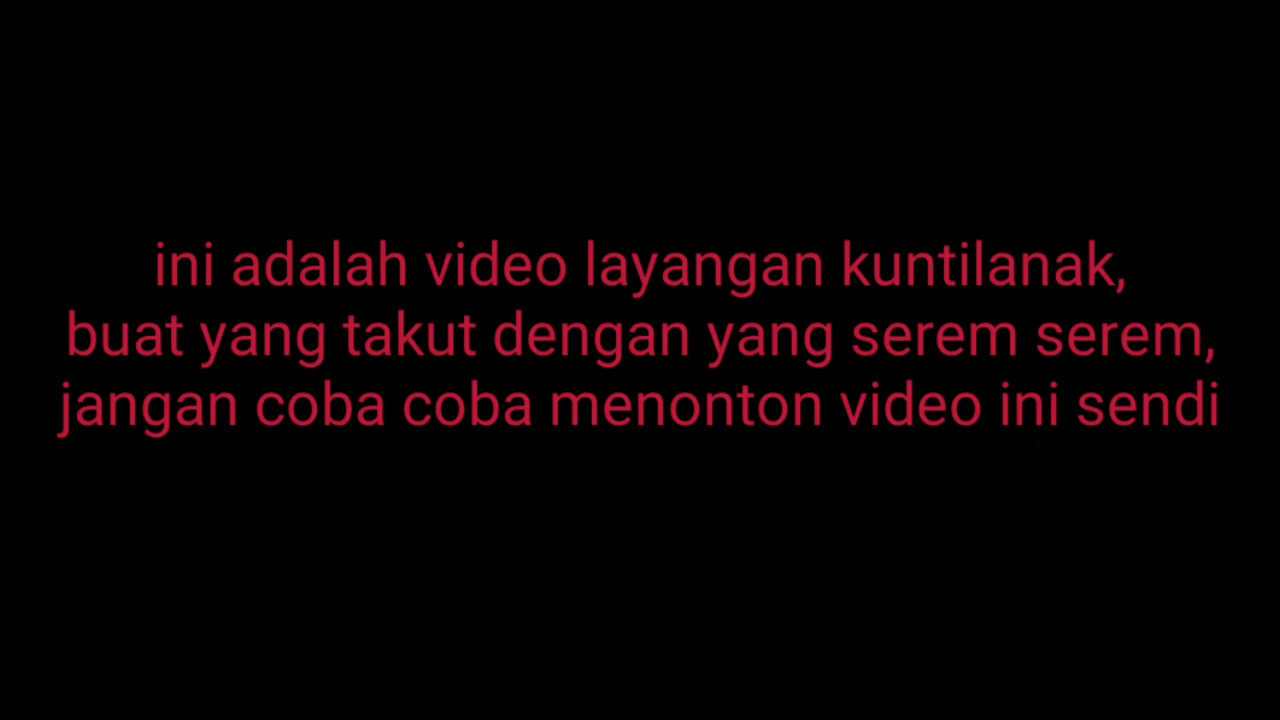 ini adalah video layangan kuntilanak,
buat yang takut dengan yang serem serem,
jangan coba coba menonton video ini sendi